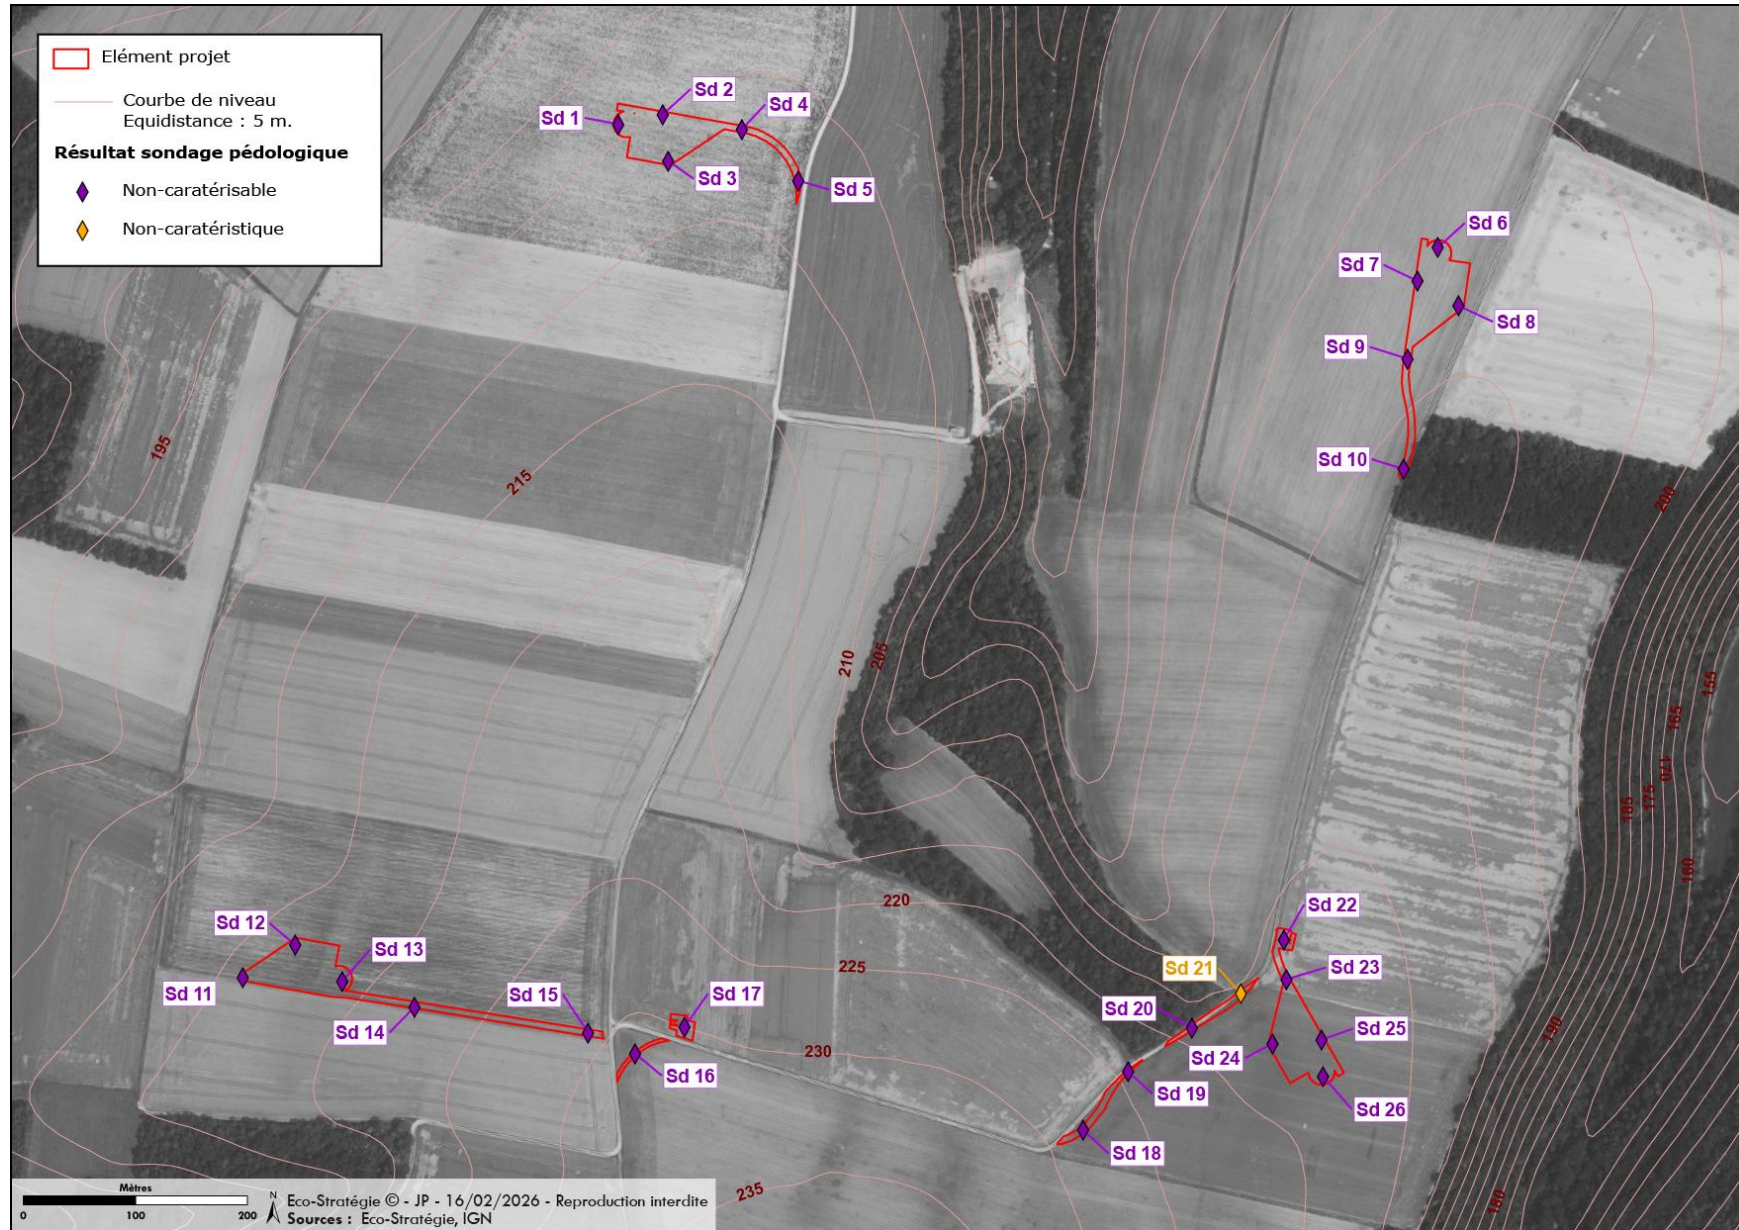 Elément projet
Courbe de niveau
Equidistance : 5 m.
Résultat sondage pédologique
Non-caratérisable
Non-caratéristique
Sd 1
Sd 2
Sd 4
Sd 3
Sd 5
Sd 6
Sd 7
Sd 8
Sd 9
Sd 10
195
215
200
210
205
155
165
170
175
185
160
220
Sd 12
Sd 13
Sd 11
Sd 14
Sd 15
Sd 17
Sd 16
225
230
Sd 22
Sd 21
Sd 23
Sd 20
Sd 25
Sd 24
Sd 19
Sd 26
Sd 18
190
180
235
Mètres
0 100 200
N
Eco-Stratégie © - JP - 16/02/2026 - Reproduction interdite
Sources : Eco-Stratégie, IGN